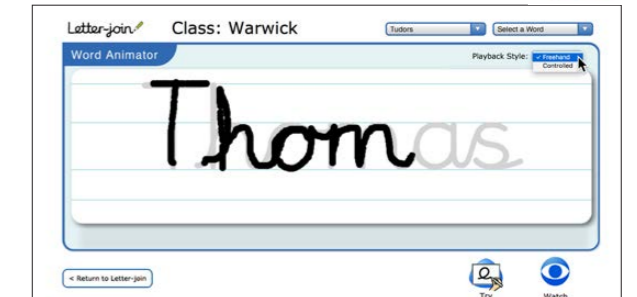 Letter-join Class: Warwick Tudors Select a Word
Word Animator Playback Style: ✓ Freehand
Controlled
Thomas
< Return to Letter-join
Try Watch